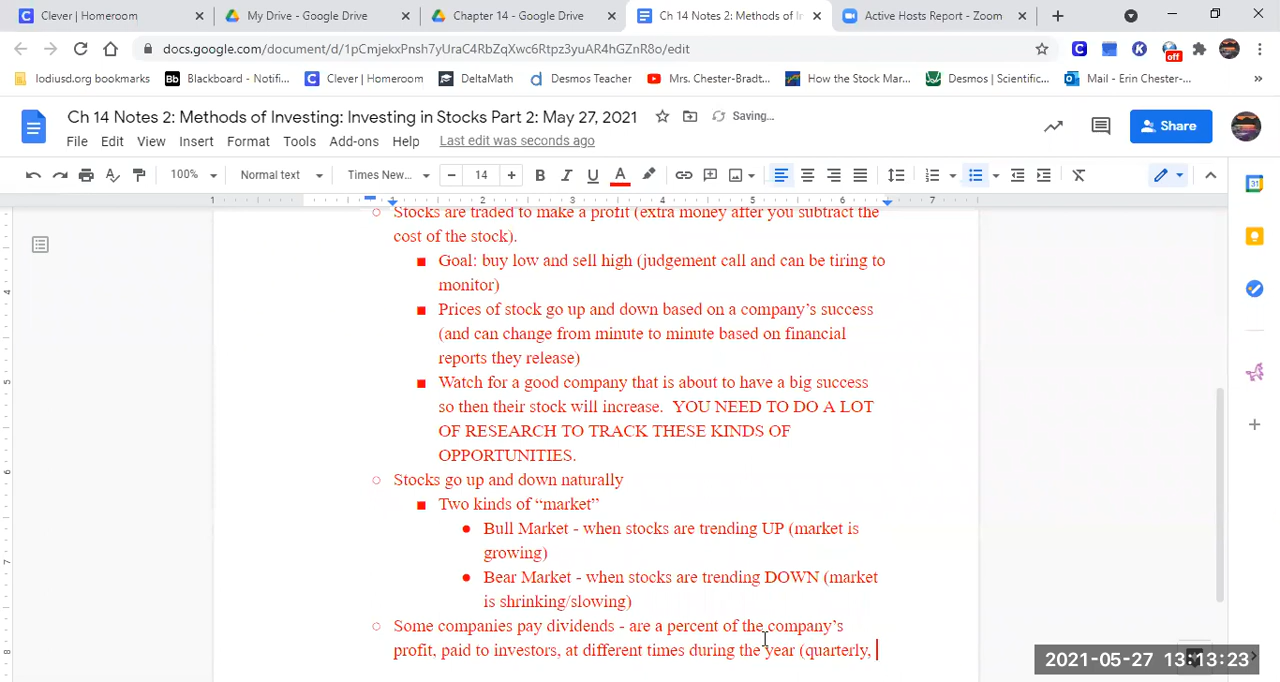 Clever | Homeroom
My Drive - Google Drive
Chapter 14 - Google Drive
Ch 14 Notes 2: Methods of I
Active Hosts Report - Zoom
docs.google.com/document/d/1pCmjekxPnsh7yUraC4RbZqXwc6Rtpz3yuAR4hGZnR8o/edit
lodiusd.org bookmarks
Blackboard - Notifi...
Clever | Homeroom
DeltaMath
Desmos Teacher
Mrs. Chester-Bradt...
How the Stock Mar...
Desmos | Scientific...
Mail - Erin Chester-...
off
Ch 14 Notes 2: Methods of Investing: Investing in Stocks Part 2: May 27, 2021
Saving...
File Edit View Insert Format Tools Add-ons Help Last edit was seconds ago
Share
100% Normal text Times New... 14 B I U A
1 1 2 3 4 5 6 7
Stocks are traded to make a profit (extra money after you subtract the
cost of the stock).
Goal: buy low and sell high (judgement call and can be tiring to
monitor)
Prices of stock go up and down based on a company's success
(and can change from minute to minute based on financial
reports they release)
Watch for a good company that is about to have a big success
so then their stock will increase.  YOU NEED TO DO A LOT
OF RESEARCH TO TRACK THESE KINDS OF
OPPORTUNITIES.
Stocks go up and down naturally
Two kinds of “market”
Bull Market - when stocks are trending UP (market is
growing)
Bear Market - when stocks are trending DOWN (market
is shrinking/slowing)
Some companies pay dividends - are a percent of the company's
profit, paid to investors, at different times during the year (quarterly,
2021-05-27 13:13:23